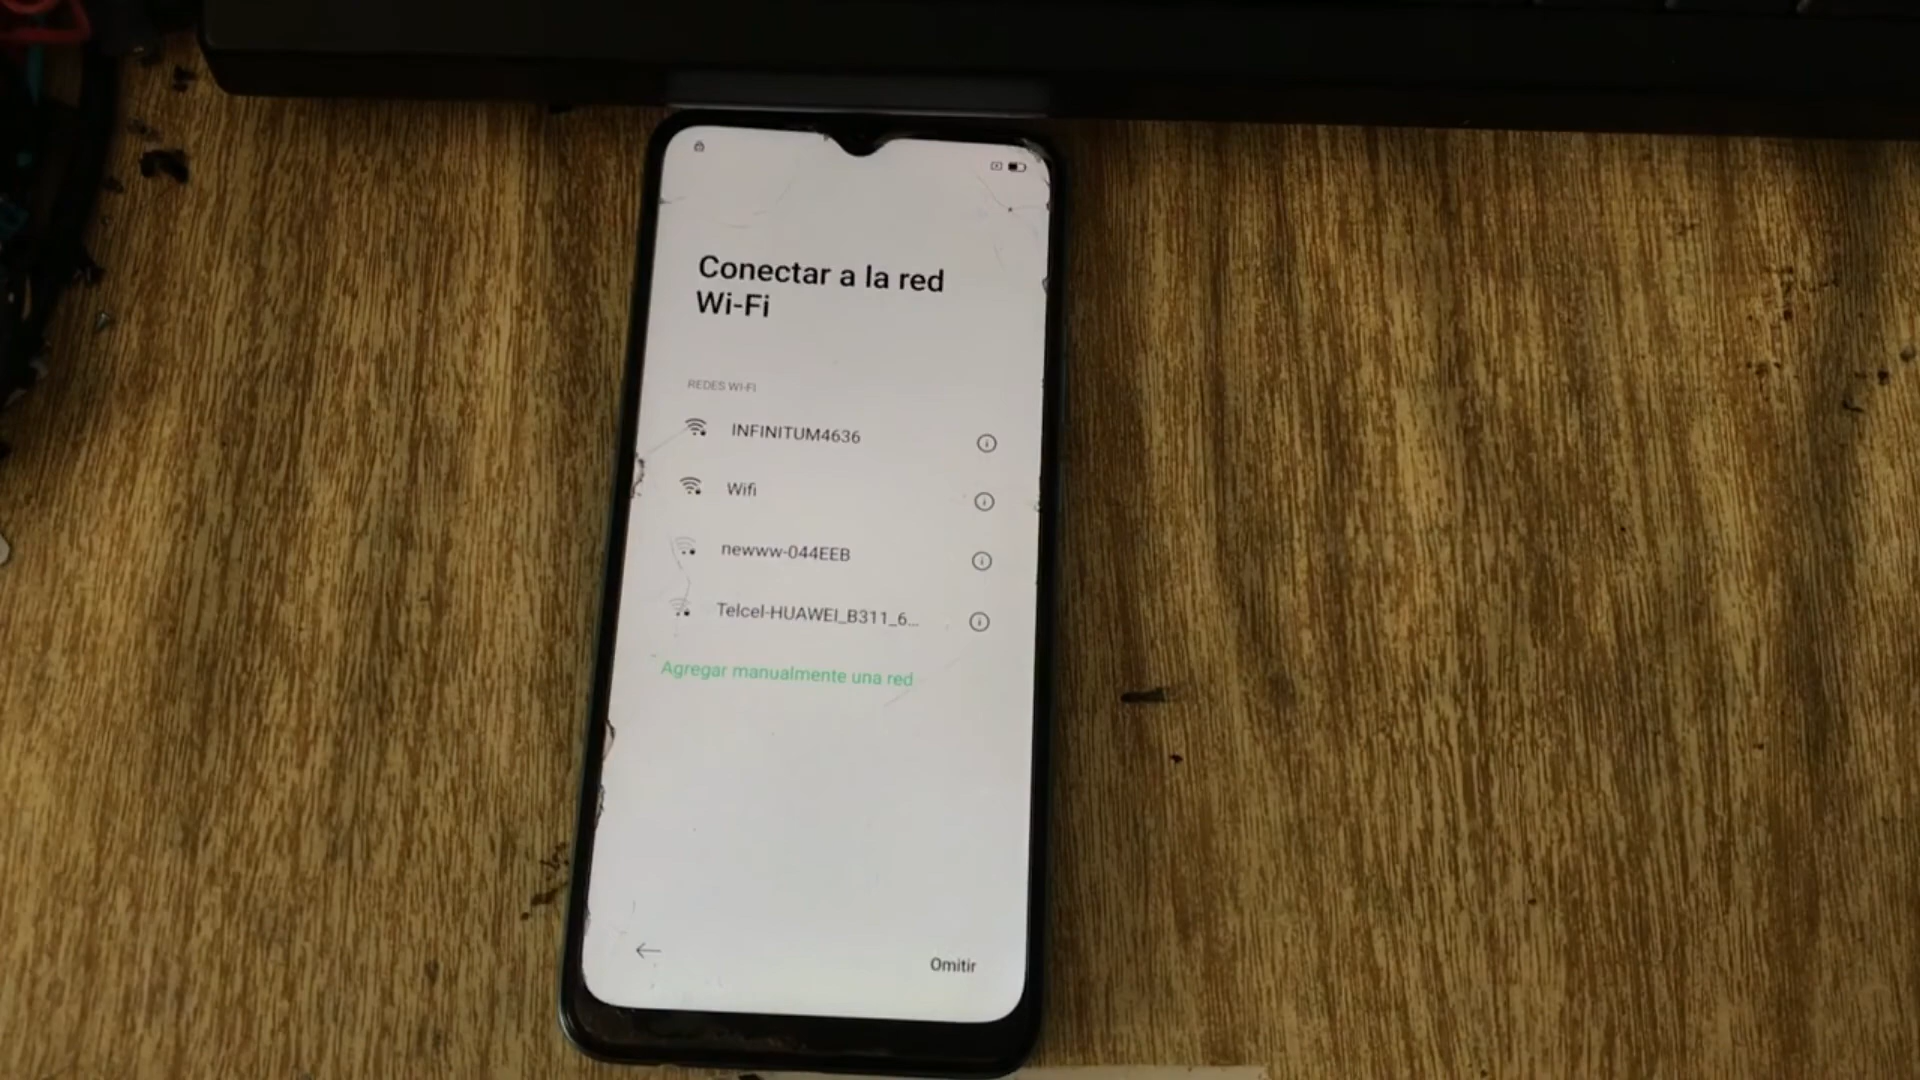 Conectar a la red
Wi-Fi
REDES WI-FI
INFINITUM4636
Wifi
newww-044EEB
Telcel-HUAWEI_B311_6...
Agregar manualmente una red
Omitir